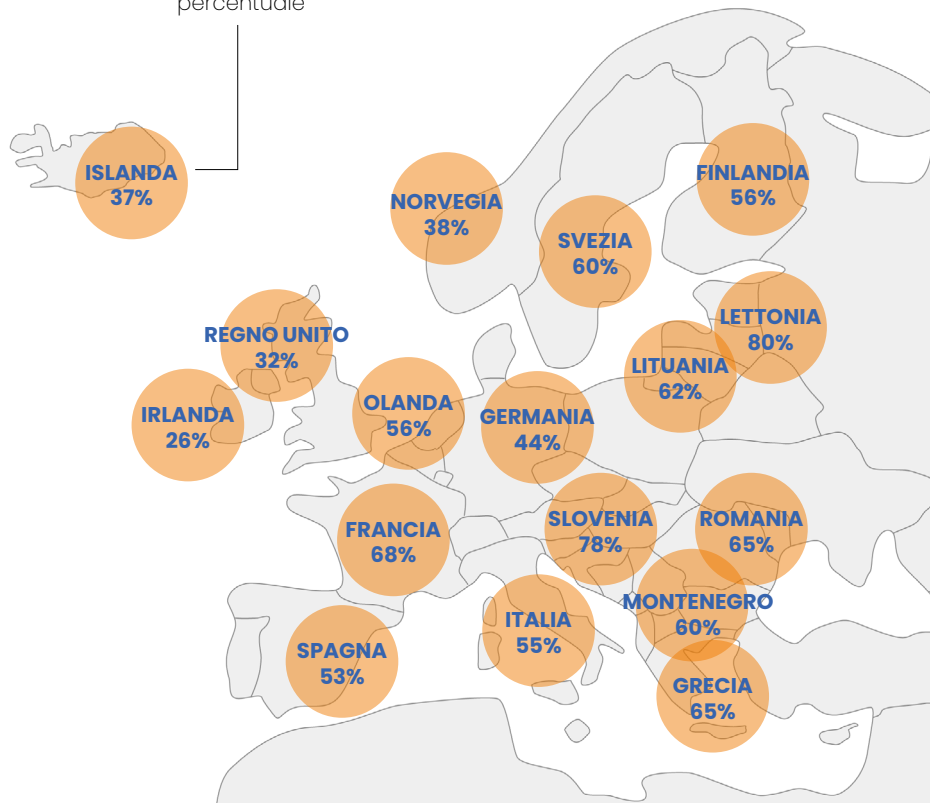 percentuale
ISLANDA
37%
NORVEGIA
38%
FINLANDIA
56%
SVEZIA
60%
REGNO UNITO
32%
LETTONIA
80%
LITUANIA
62%
IRLANDA
26%
OLANDA
56%
GERMANIA
44%
FRANCIA
68%
SLOVENIA
78%
ROMANIA
65%
MONTENEGRO
60%
ITALIA
55%
SPAGNA
53%
GRECIA
65%